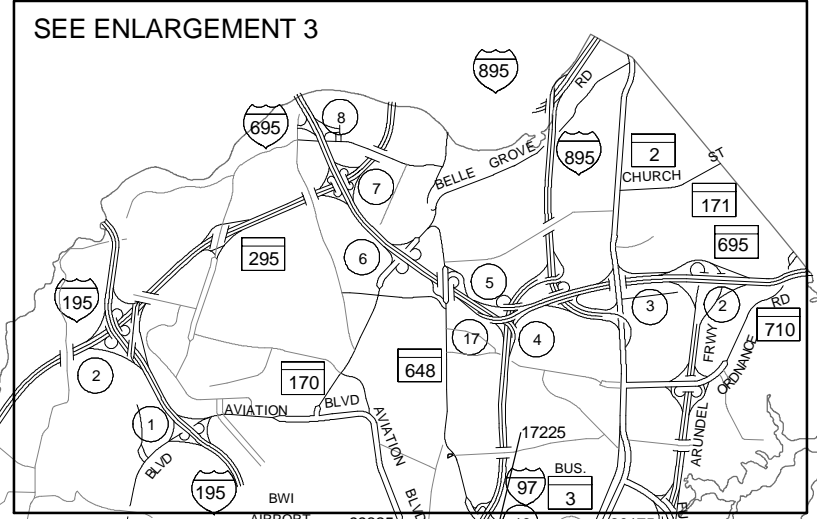 SEE ENLARGEMENT 3
895
RD
8
695
895
2
ST
BELLE GROVE
CHURCH
7
171
695
295
6
5
195
3
2
RD
710
17
4
FRWY
ORDNANCE
2
170
648
AVIATION
BLVD
AVIATION
BLVD
1
17225
ARUNDEL
BLVD
BUS.
195
BWI
97
3
AIRPORT